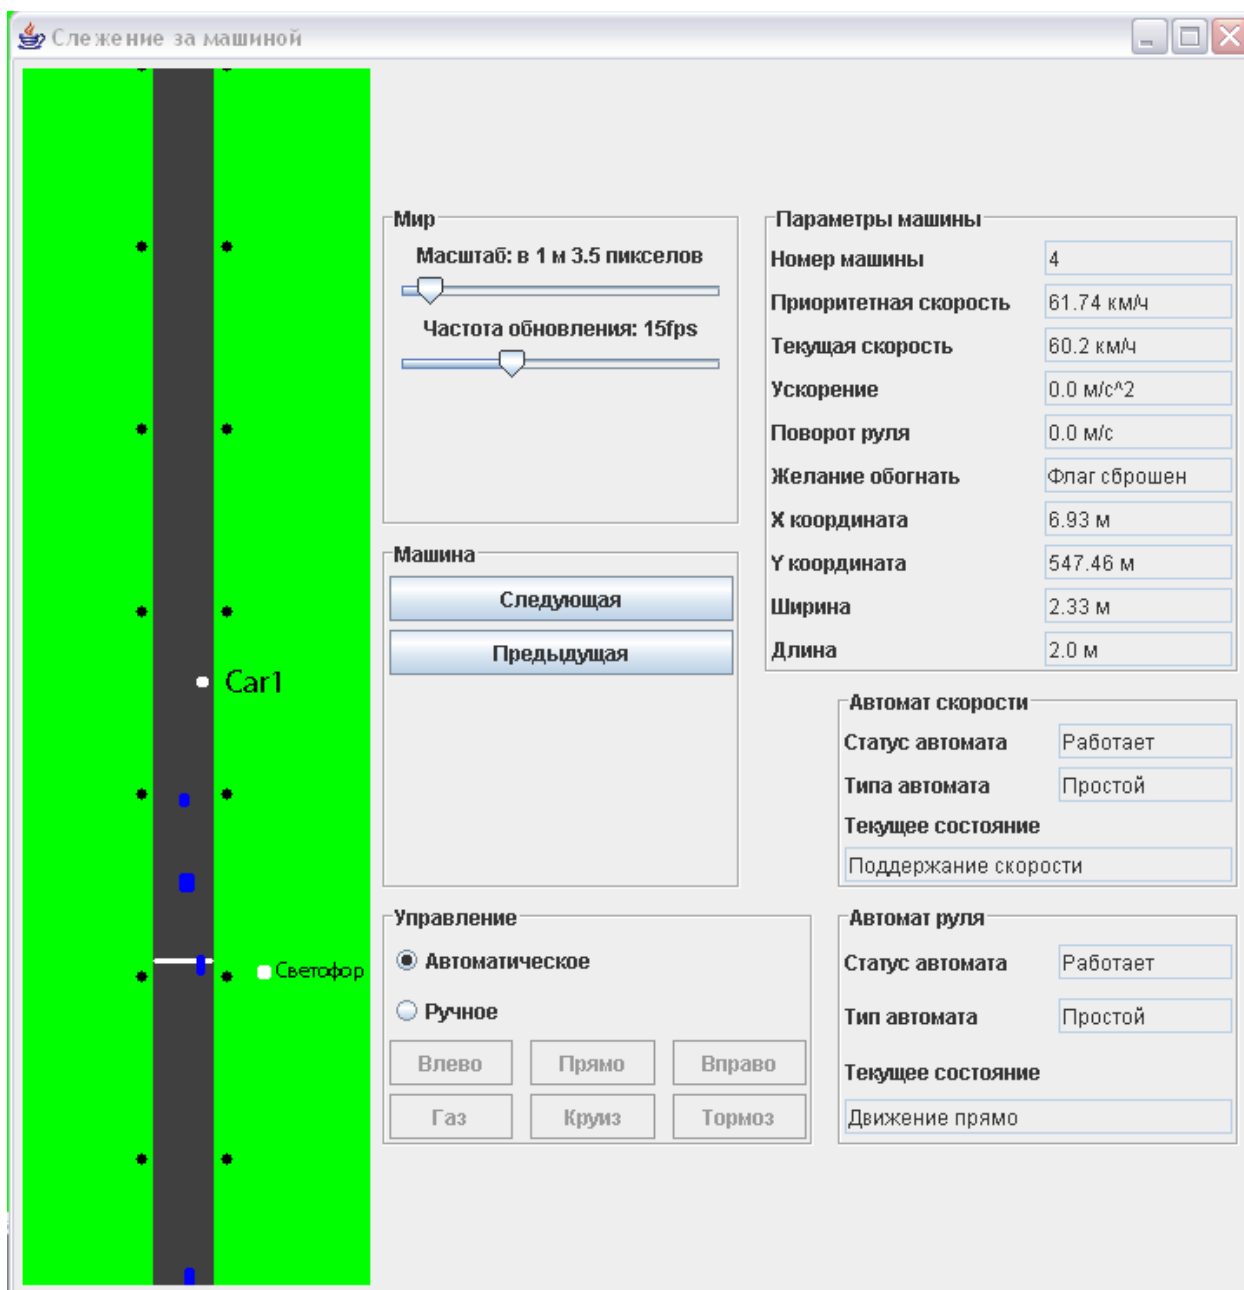 Слежение за машиной
Car1
Светофор
Мир
Масштаб: в 1 м 3.5 пикселов
Частота обновления: 15fps
Машина
Следующая
Предыдущая
Управление
Автоматическое
Ручное
Влево Прямо Вправо
Газ Круиз Тормоз
Параметры машины
Номер машины 4
Приоритетная скорость 61.74 км/ч
Текущая скорость 60.2 км/ч
Ускорение 0.0 м/с^2
Поворот руля 0.0 м/с
Желание обогнать Флаг сброшен
X координата 6.93 м
Y координата 547.46 м
Ширина 2.33 м
Длина 2.0 м
Автомат скорости
Статус автомата Работает
Типа автомата Простой
Текущее состояние
Поддержание скорости
Автомат руля
Статус автомата Работает
Тип автомата Простой
Текущее состояние
Движение прямо